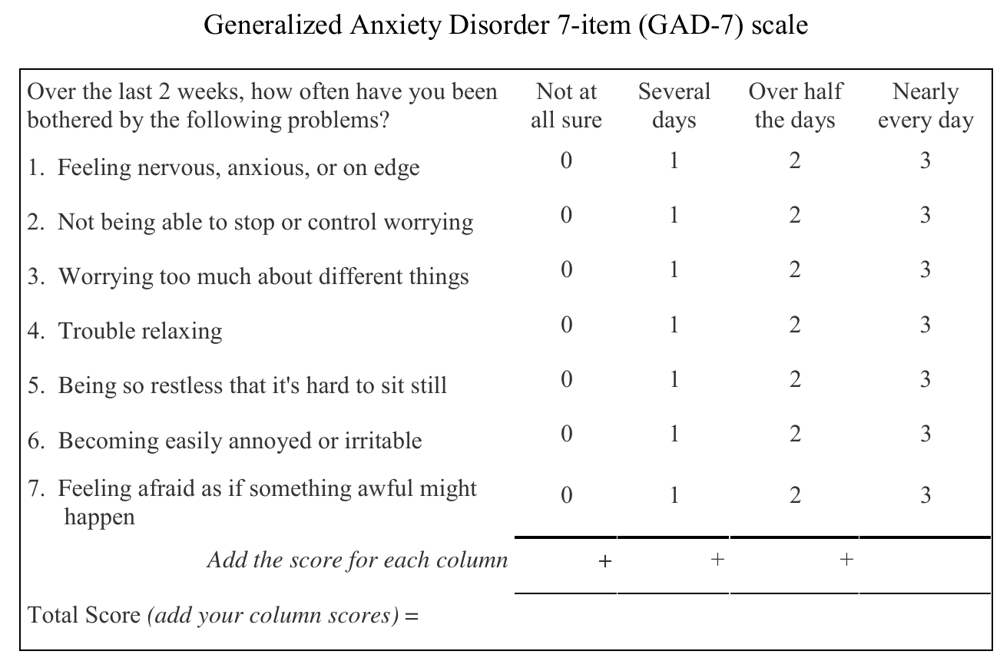 Generalized Anxiety Disorder 7-item (GAD-7) scale
Over the last 2 weeks, how often have you been
bothered by the following problems?
Not at
all sure
Several
days
Over half
the days
Nearly
every day
1. Feeling nervous, anxious, or on edge 0 1 2 3
2. Not being able to stop or control worrying 0 1 2 3
3. Worrying too much about different things 0 1 2 3
4. Trouble relaxing 0 1 2 3
5. Being so restless that it's hard to sit still 0 1 2 3
6. Becoming easily annoyed or irritable 0 1 2 3
7. Feeling afraid as if something awful might
happen 0 1 2 3
Add the score for each column + + +
Total Score (add your column scores) =